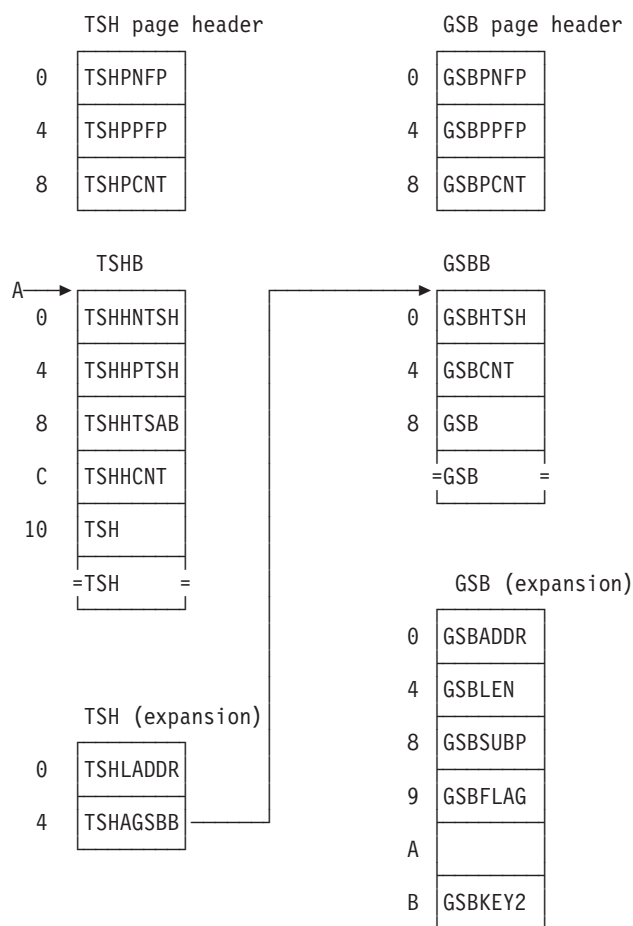 TSH page header GSB page header
0 TSHPNFP 0 GSBPNFP
4 TSHPPFP 4 GSBPPFP
8 TSHPCNT 8 GSBPCNT
TSHB GSBB
A
0 TSHHNTSH 0 GSBHTSH
4 TSHHPTSH 4 GSBCNT
8 TSHHTSAB 8 GSB
C TSHHCNT =GSB =
10 TSH
=TSH = GSB (expansion)
0 GSBADDR
4 GSBLEN
TSH (expansion)
8 GSBSUBP
0 TSHLADDR
9 GSBFLAG
4 TSHAGSBB
A
B GSBKEY2